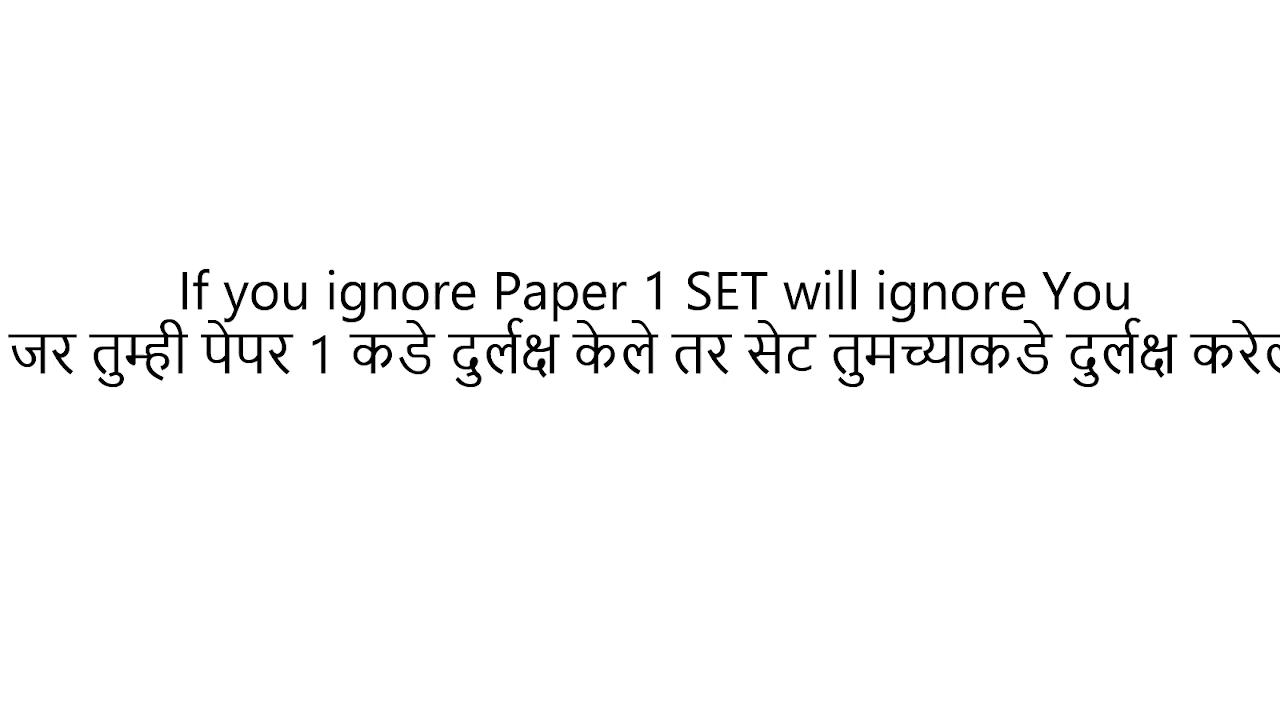 If you ignore Paper 1 SET will ignore You
जर तुम्ही पेपर 1 कडे दुर्लक्ष केले तर सेट तुमच्याकडे दुर्लक्ष